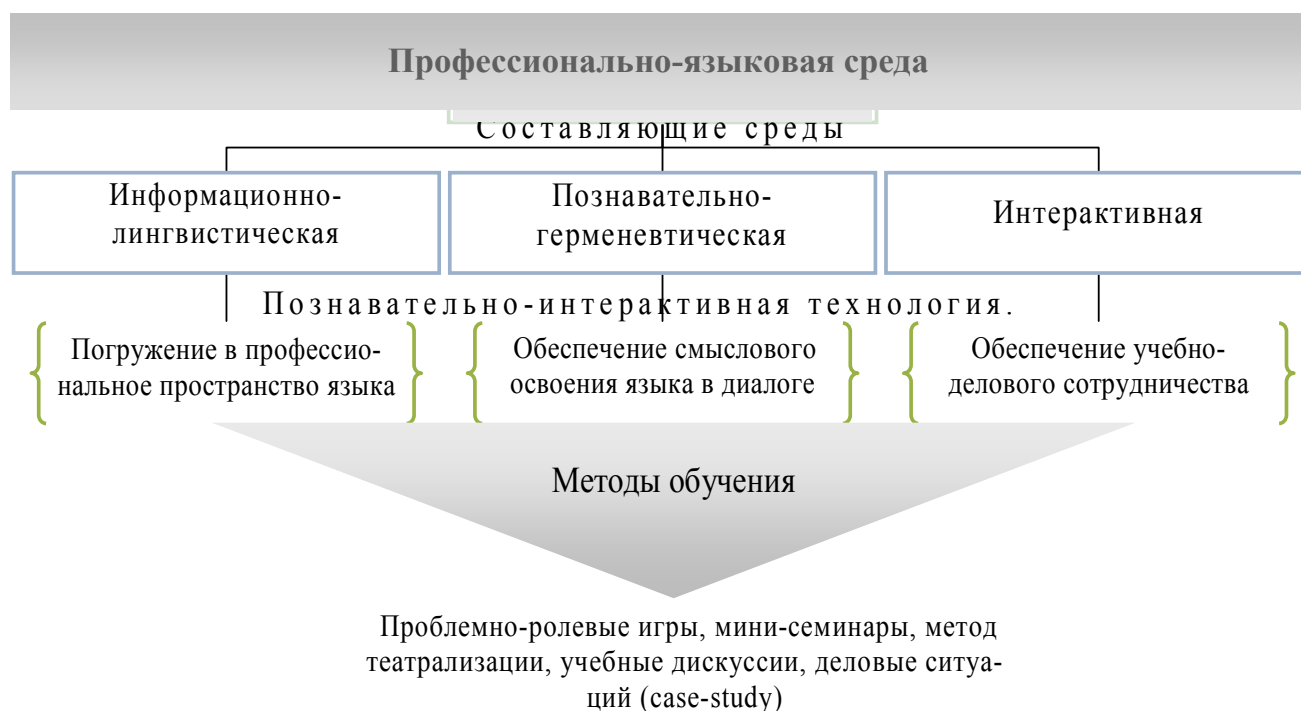 Профессионально-языковая среда
Составляющие среды
Информационно-
лингвистическая
Познавательно-
герменевтическая
Интерактивная
Познавательно-интерактивная технология.
Погружение в профессио-
нальное пространство языка
Обеспечение смыслового
освоения языка в диалоге
Обеспечение учебно-
делового сотрудничества
Методы обучения
Проблемно-ролевые игры, мини-семинары, метод
театрализации, учебные дискуссии, деловые ситуа-
ций (case-study)